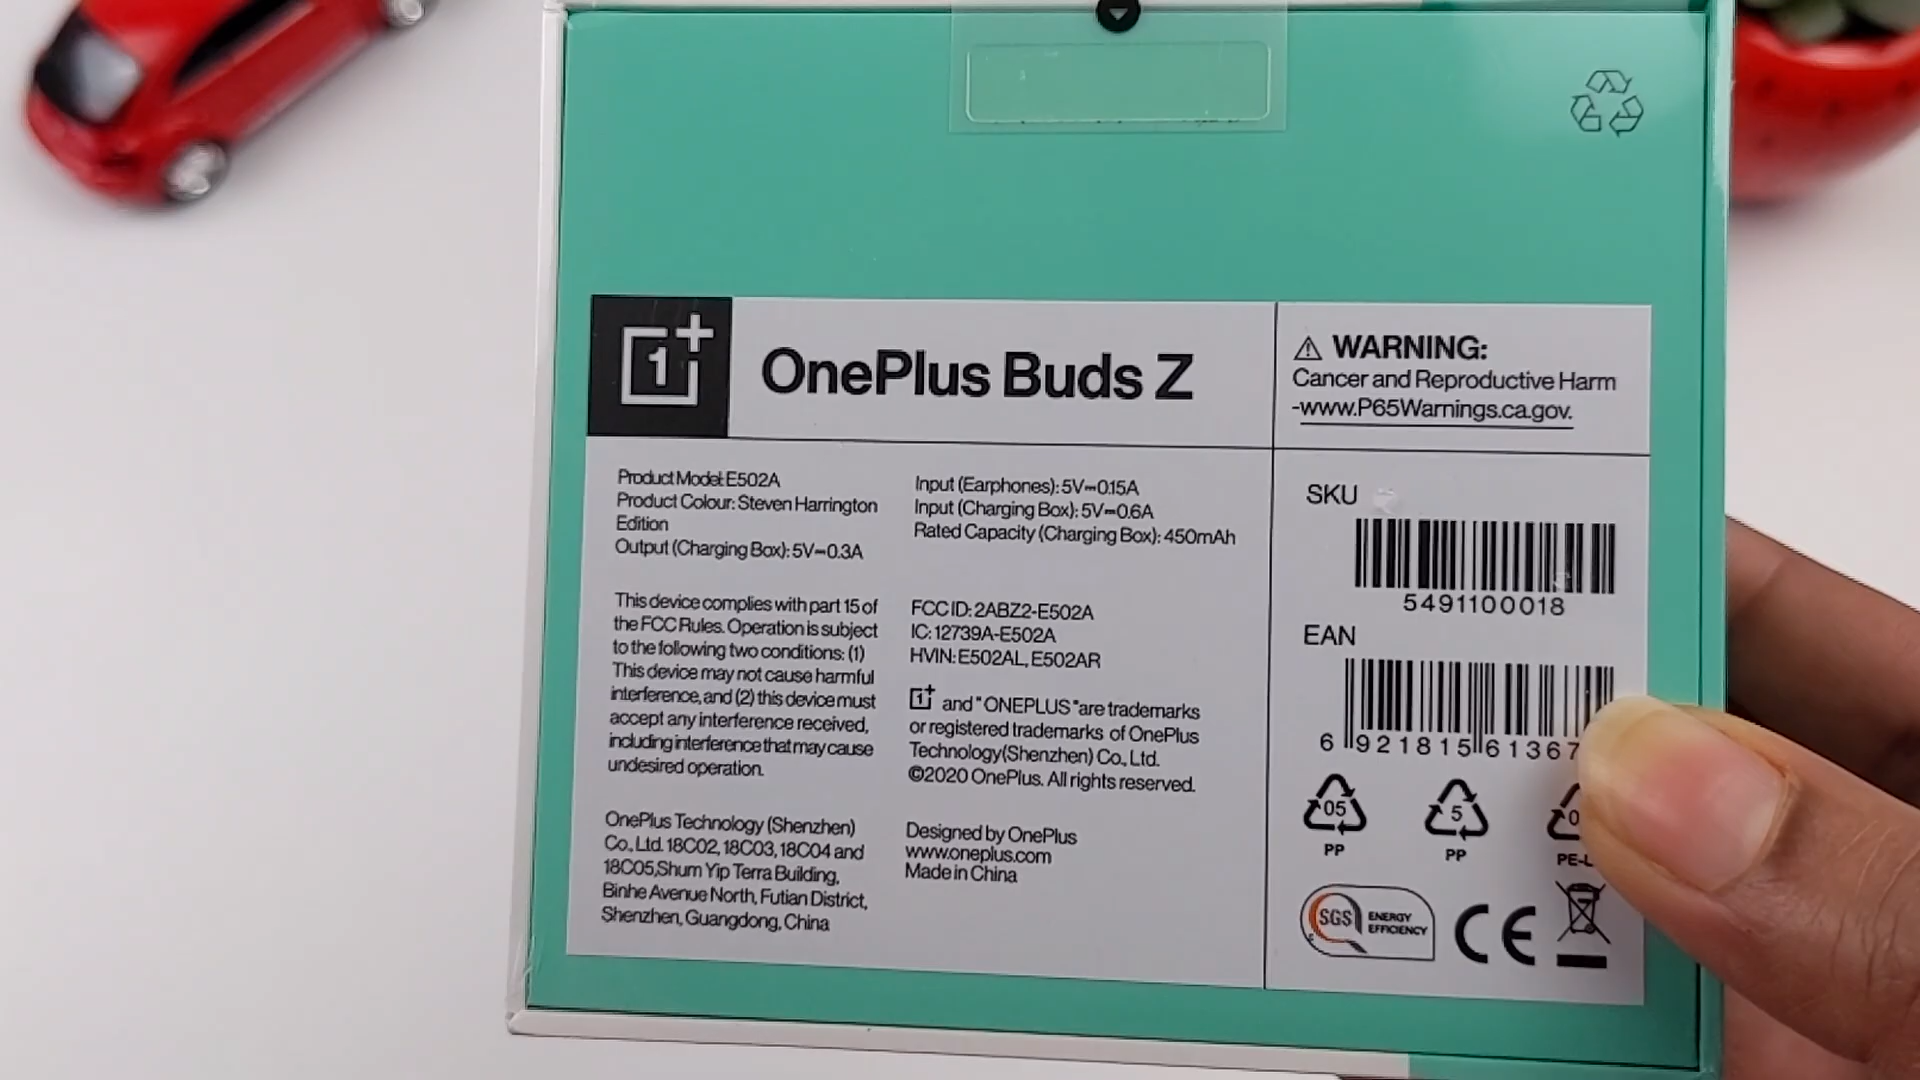 1+
OnePlus Buds Z
WARNING:
Cancer and Reproductive Harm
-www.P65Warnings.ca.gov.
Product Model: E502A
Product Colour: Steven Harrington
Edition
Output (Charging Box): 5V⎓0.3A
Input (Earphones): 5V⎓0.15A
Input (Charging Box): 5V⎓0.6A
Rated Capacity (Charging Box): 450mAh
This device complies with part 15 of
the FCC Rules. Operation is subject
to the following two conditions: (1)
This device may not cause harmful
interference, and (2) this device must
accept any interference received,
including interference that may cause
undesired operation.
FCC ID: 2ABZ2-E502A
IC: 12739A-E502A
HVIN: E502AL, E502AR
1+ and "ONEPLUS" are trademarks
or registered trademarks of OnePlus
Technology(Shenzhen) Co., Ltd.
©2020 OnePlus. All rights reserved.
OnePlus Technology (Shenzhen)
Co., Ltd. 18C02, 18C03, 18C04 and
18C05,Shum Yip Terra Building,
Binhe Avenue North, Futian District,
Shenzhen, Guangdong, China
Designed by OnePlus
www.oneplus.com
Made in China
SKU
5491100018
EAN
6 921815 61367
05
PP
5
PP
SGS ENERGY
EFFICIENCY
CE